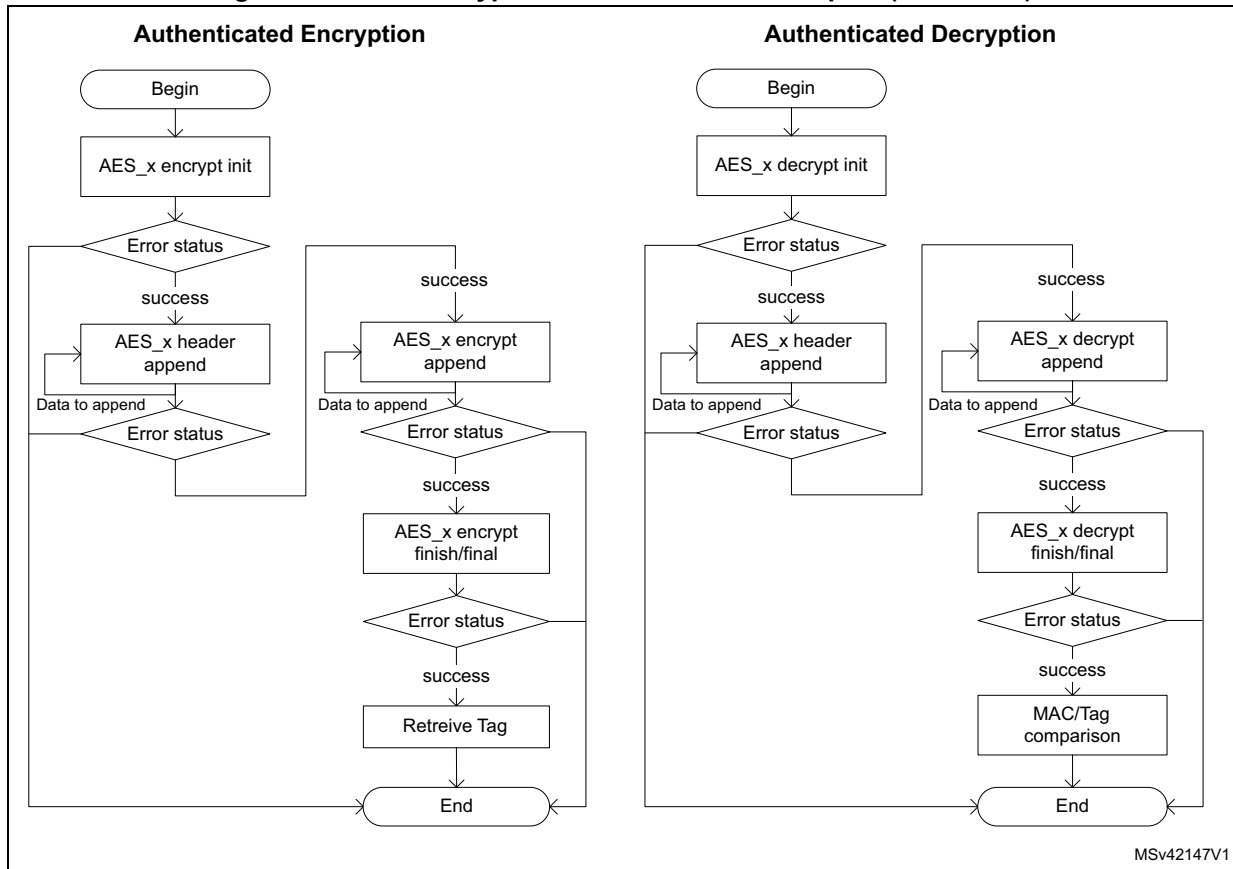 Authenticated Encryption
Begin
AES_x encrypt init
Error status
success
AES_x header
append
Data to append
Error status
success
AES_x encrypt
append
Data to append
Error status
success
AES_x encrypt
finish/final
Error status
success
Retreive Tag
End
Authenticated Decryption
Begin
AES_x decrypt init
Error status
success
AES_x header
append
Data to append
Error status
success
AES_x decrypt
append
Data to append
Error status
success
AES_x decrypt
finish/final
Error status
success
MAC/Tag
comparison
End
MSv42147V1